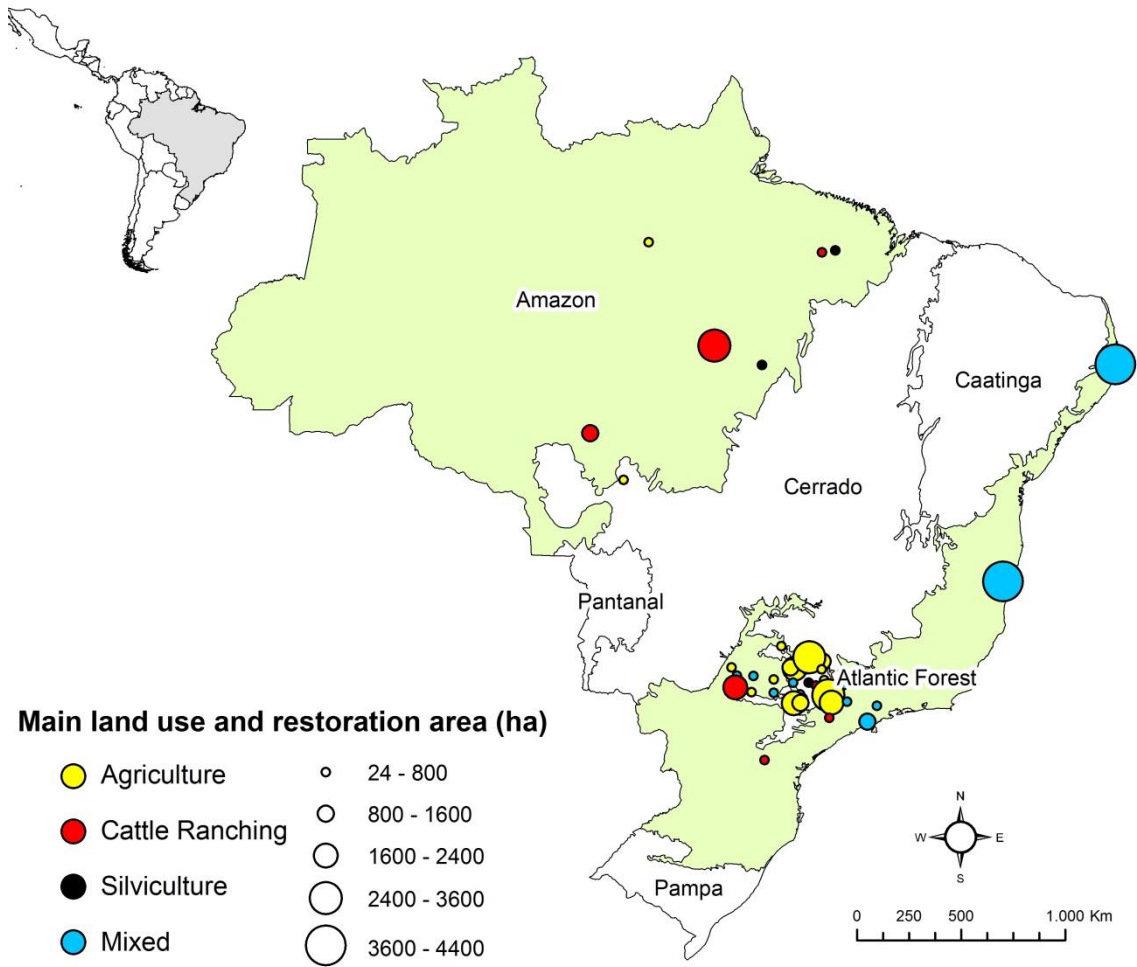 Amazon
Caatinga
Cerrado
Pantanal
Atlantic Forest
Pampa
Main land use and restoration area (ha)
Agriculture
Cattle Ranching
Silviculture
Mixed
24 - 800
800 - 1600
1600 - 2400
2400 - 3600
3600 - 4400
N
W E
S
0 250 500 1.000 Km